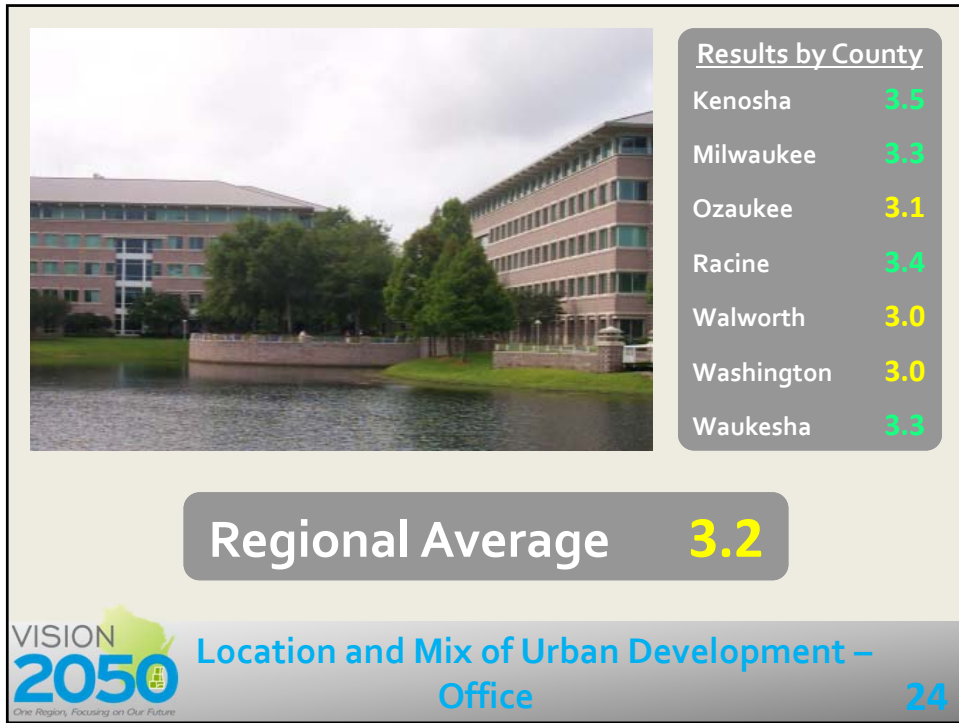 Results by County
Kenosha 3.5
Milwaukee 3.3
Ozaukee 3.1
Racine 3.4
Walworth 3.0
Washington 3.0
Waukesha 3.3
Regional Average 3.2
VISION
2050
One Region, Focusing on Our Future
Location and Mix of Urban Development –
Office
24